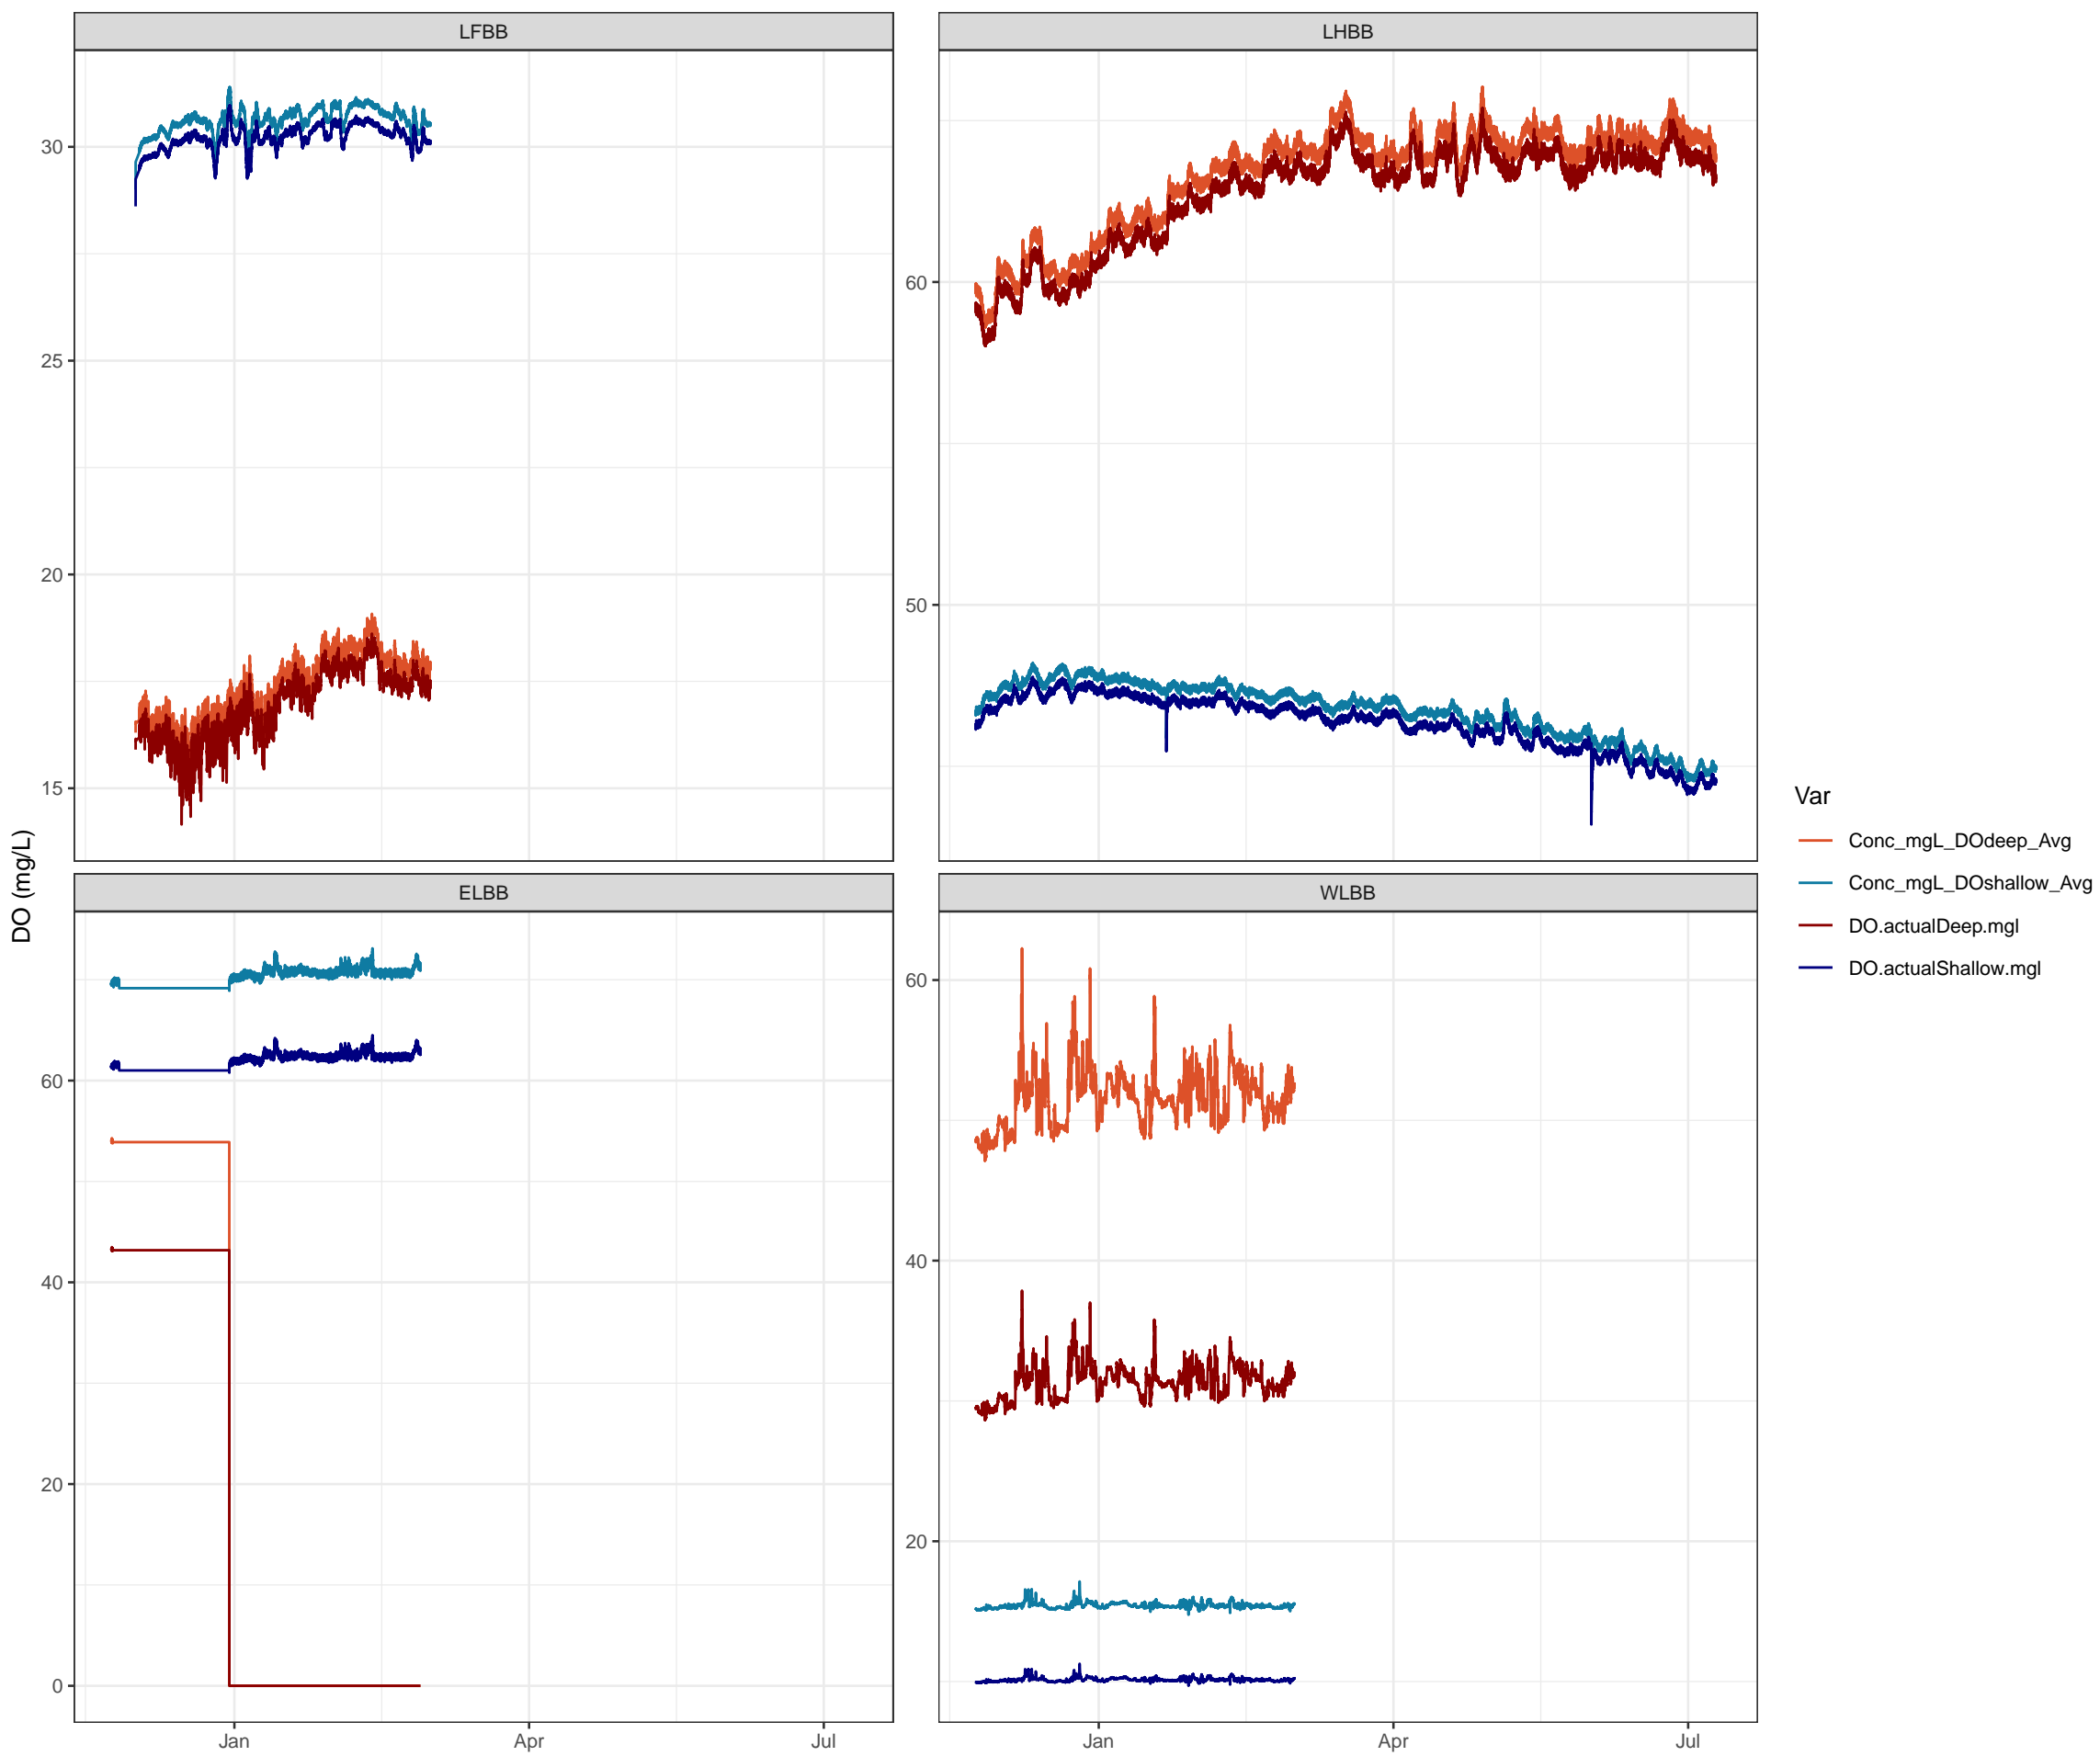 LFBB
LHBB
30
25
20
15
60
50
ELBB
WLBB
60
40
20
0
60
40
20
Jan
Apr
Jul
Jan
Apr
Jul
DO (mg/L)
Var
Conc_mgL_DOdeep_Avg
Conc_mgL_DOshallow_Avg
DO.actualDeep.mgl
DO.actualShallow.mgl